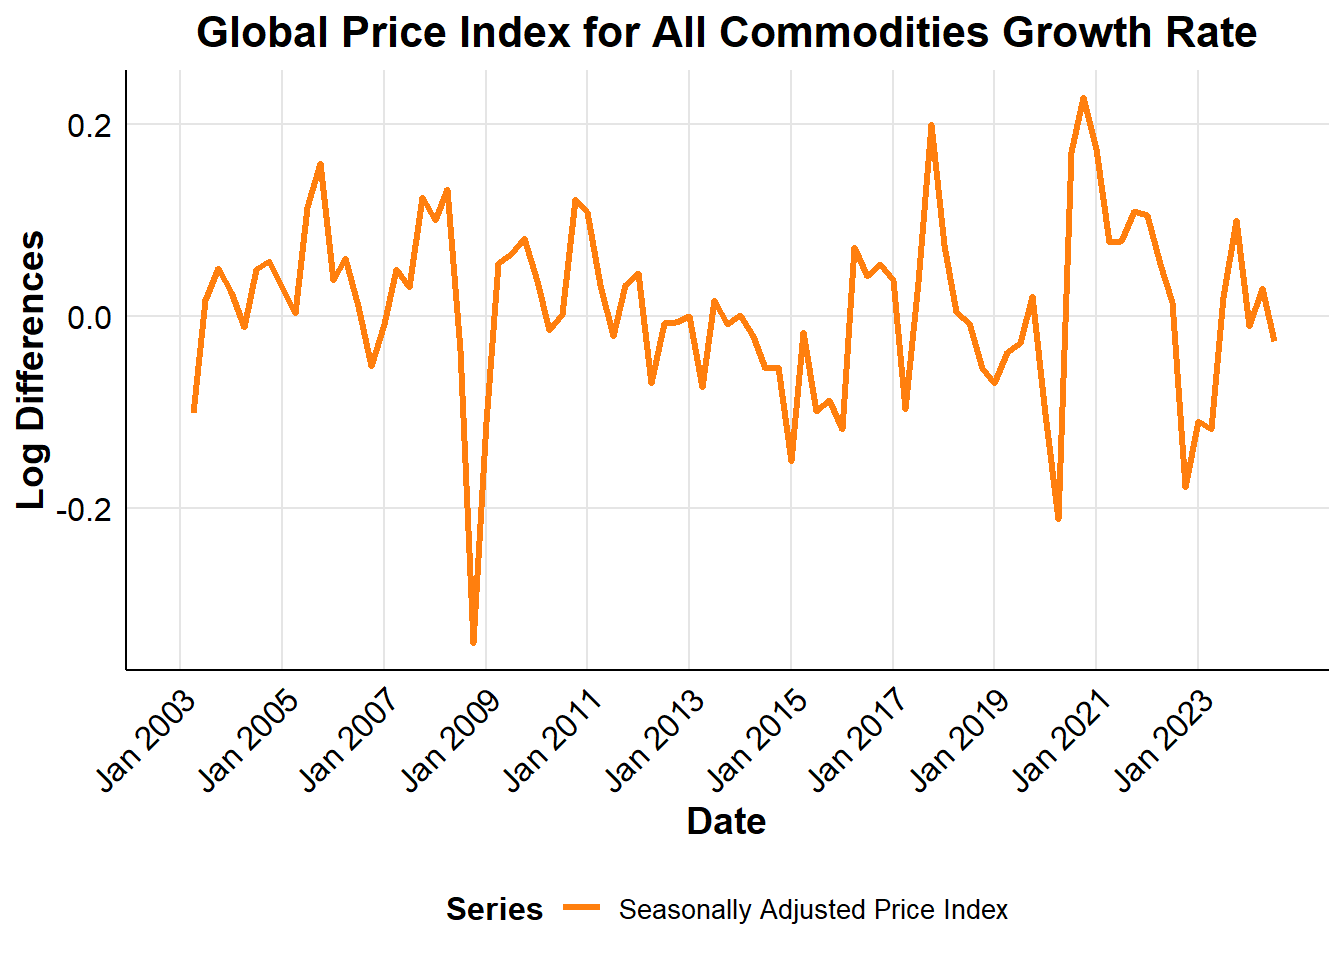 Global Price Index for All Commodities Growth Rate
Log Differences
0.2
0.0
-0.2
Jan 2003
Jan 2005
Jan 2007
Jan 2009
Jan 2011
Jan 2013
Jan 2015
Jan 2017
Jan 2019
Jan 2021
Jan 2023
Date
Series Seasonally Adjusted Price Index